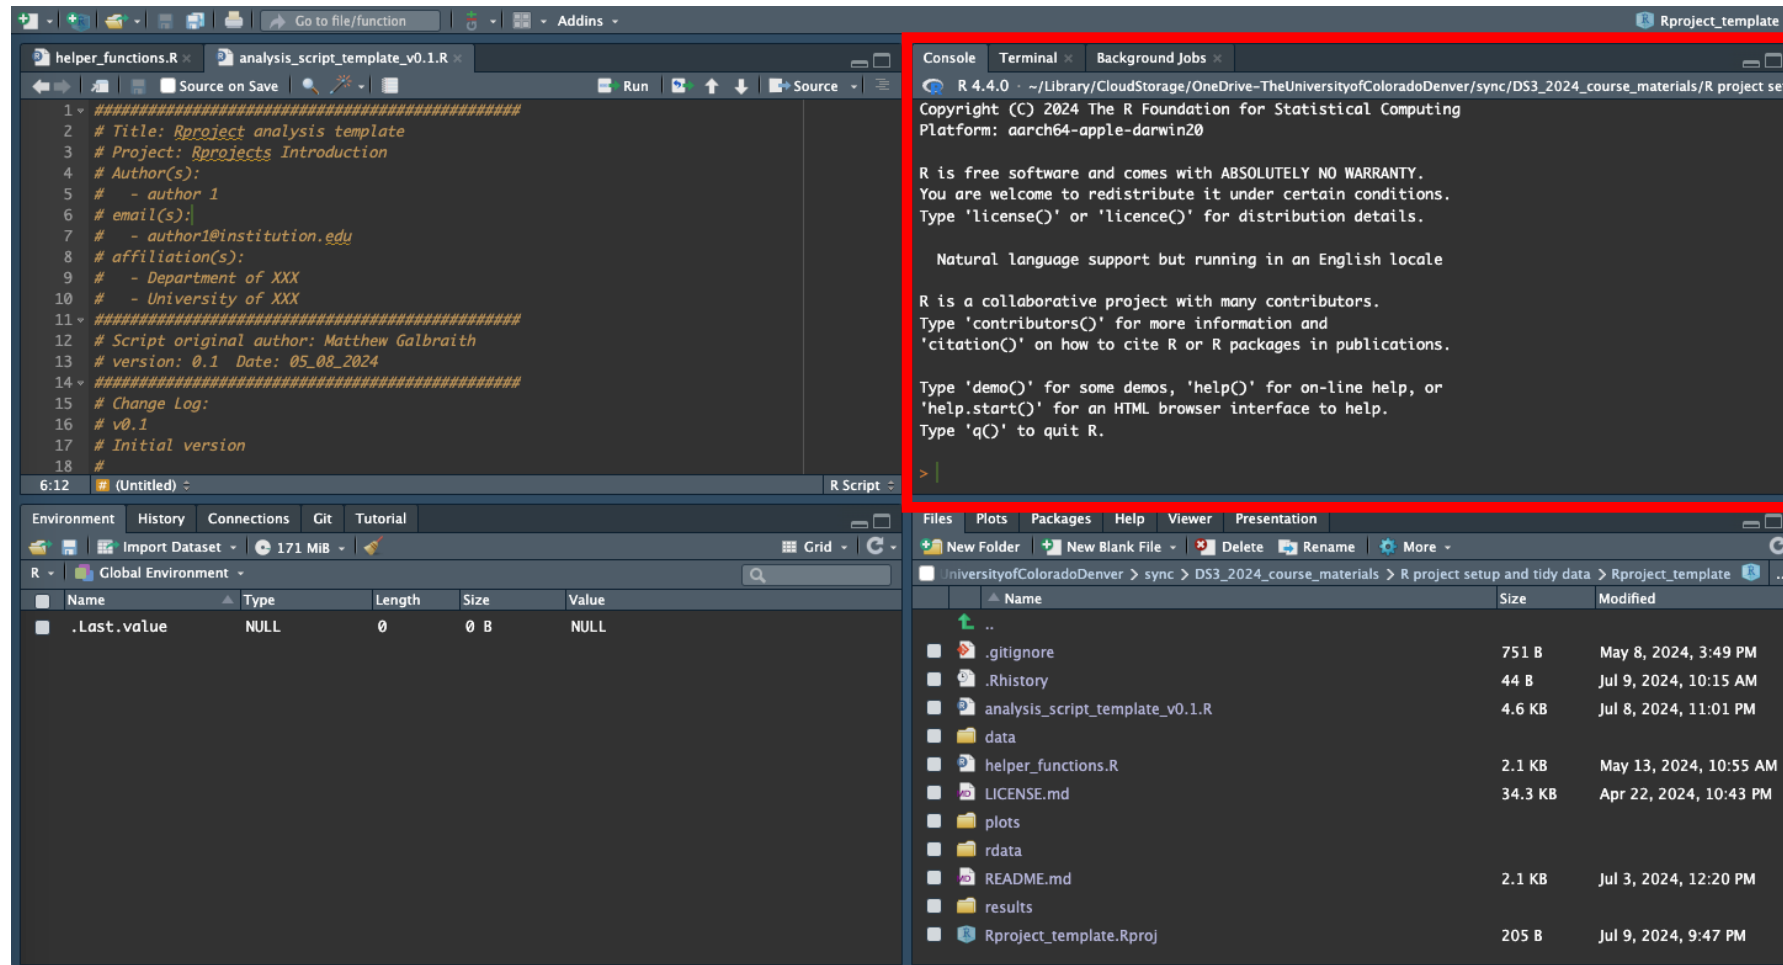 Go to file/function
Addins
Rproject_template
helper_functions.R
analysis_script_template_v0.1.R
Source on Save
Run
Source
1 ################################################
2 # Title: Rproject analysis template
3 # Project: Rprojects Introduction
4 # Author(s):
5 #   - author 1
6 # email(s):
7 #   - author1@institution.edu
8 # affiliation(s):
9 #   - Department of XXX
10 #   - University of XXX
11 ################################################
12 # Script original author: Matthew Galbraith
13 # version: 0.1  Date: 05_08_2024
14 ################################################
15 # Change Log:
16 # v0.1
17 # Initial version
18 #
6:12 # (Untitled) R Script
Console Terminal Background Jobs
R 4.4.0 · ~/Library/CloudStorage/OneDrive-TheUniversityofColoradoDenver/sync/DS3_2024_course_materials/R project se
Copyright (C) 2024 The R Foundation for Statistical Computing
Platform: aarch64-apple-darwin20
R is free software and comes with ABSOLUTELY NO WARRANTY.
You are welcome to redistribute it under certain conditions.
Type 'license()' or 'licence()' for distribution details.
Natural language support but running in an English locale
R is a collaborative project with many contributors.
Type 'contributors()' for more information and
'citation()' on how to cite R or R packages in publications.
Type 'demo()' for some demos, 'help()' for on-line help, or
'help.start()' for an HTML browser interface to help.
Type 'q()' to quit R.
>
Environment History Connections Git Tutorial
Import Dataset 171 MiB Grid
R Global Environment
Name Type Length Size Value
.Last.value NULL 0 0 B NULL
Files Plots Packages Help Viewer Presentation
New Folder New Blank File Delete Rename More
UniversityofColoradoDenver > sync > DS3_2024_course_materials > R project setup and tidy data > Rproject_template
Name Size Modified
..
.gitignore 751 B May 8, 2024, 3:49 PM
.Rhistory 44 B Jul 9, 2024, 10:15 AM
analysis_script_template_v0.1.R 4.6 KB Jul 8, 2024, 11:01 PM
data
helper_functions.R 2.1 KB May 13, 2024, 10:55 AM
LICENSE.md 34.3 KB Apr 22, 2024, 10:43 PM
plots
rdata
README.md 2.1 KB Jul 3, 2024, 12:20 PM
results
Rproject_template.Rproj 205 B Jul 9, 2024, 9:47 PM